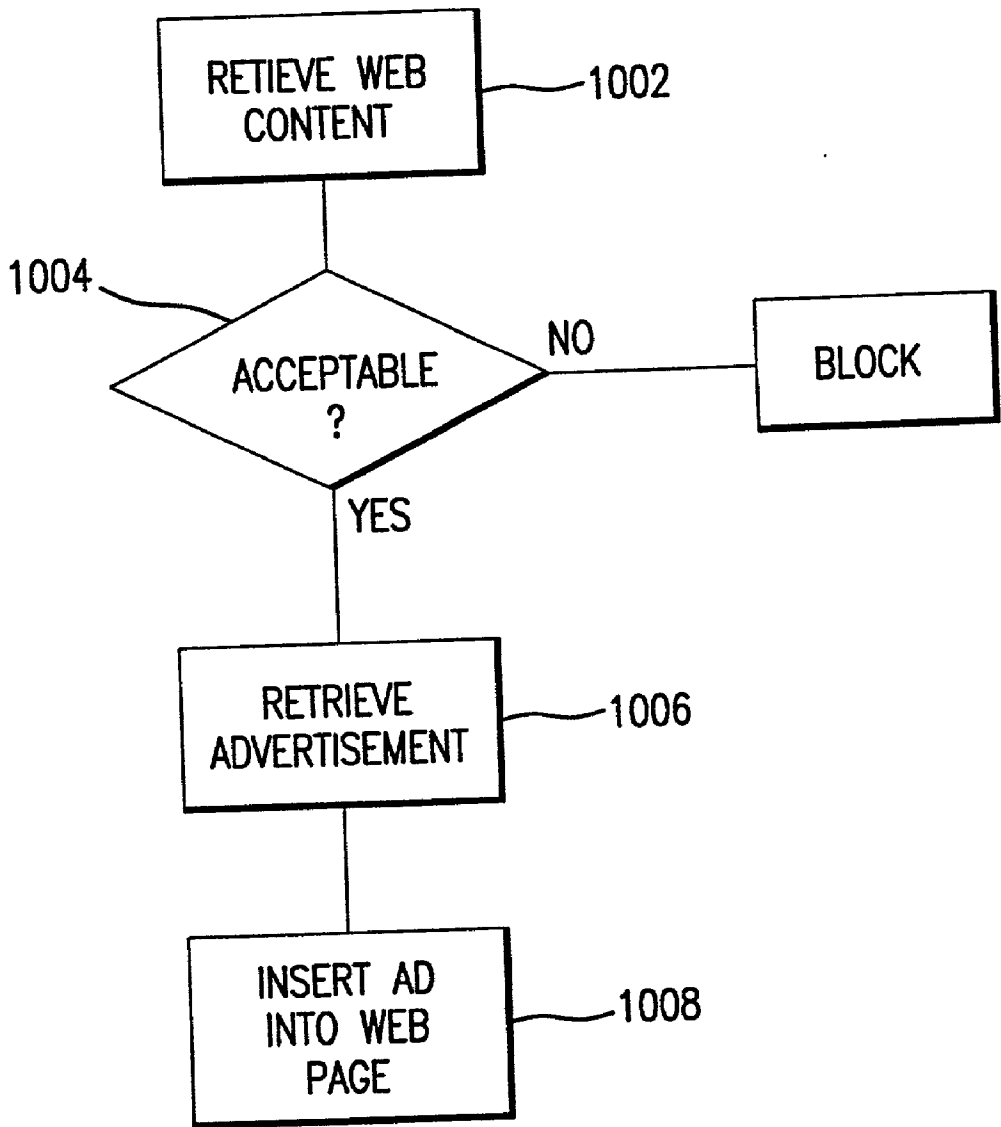 RETIEVE WEB
CONTENT
1002
1004
ACCEPTABLE
?
NO
BLOCK
YES
RETRIEVE
ADVERTISEMENT
1006
INSERT AD
INTO WEB
PAGE
1008